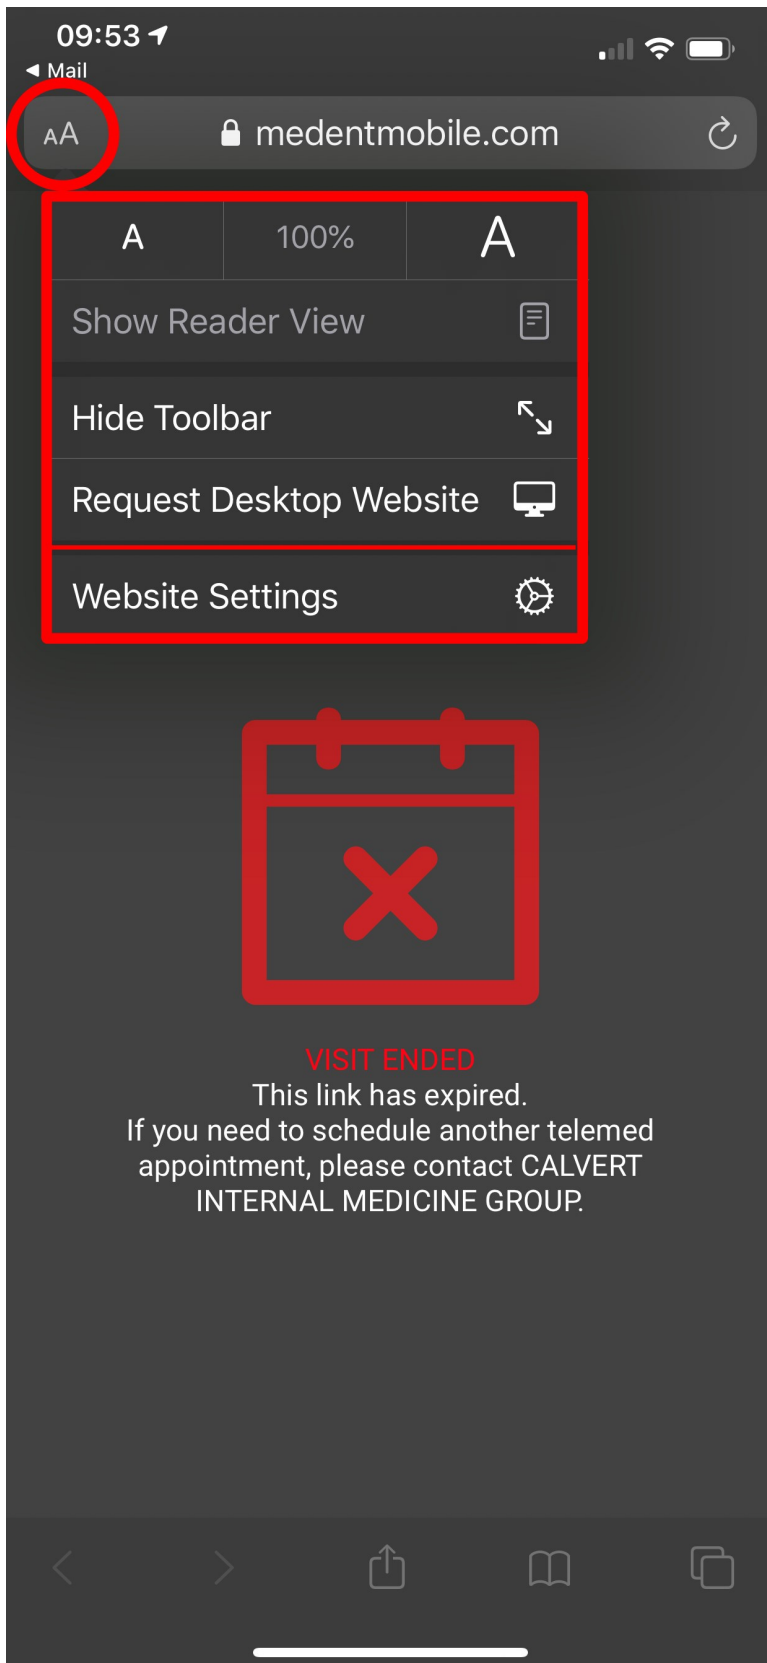 09:53
◀ Mail
AA
medentmobile.com
A
100%
A
Show Reader View
Hide Toolbar
Request Desktop Website
Website Settings
VISIT ENDED
This link has expired.
If you need to schedule another telemed
appointment, please contact CALVERT
INTERNAL MEDICINE GROUP.